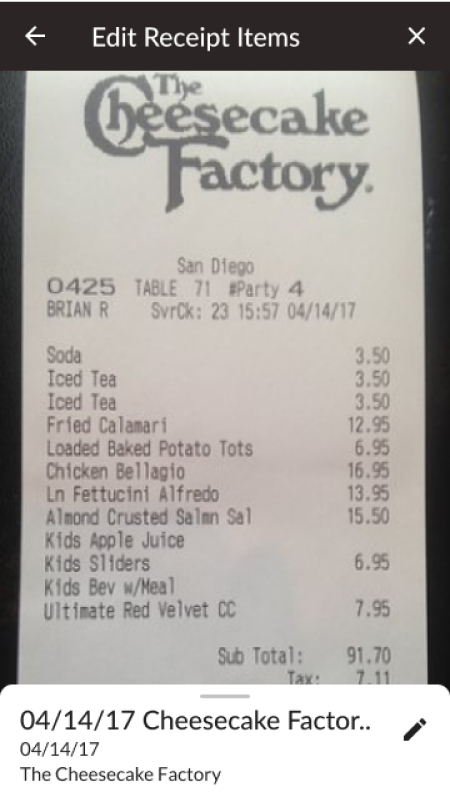 Edit Receipt Items
The
Cheesecake
Factory.
San Diego
0425 TABLE 71 #Party 4
BRIAN R SvrCk: 23 15:57 04/14/17
Soda 3.50
Iced Tea 3.50
Iced Tea 3.50
Fried Calamari 12.95
Loaded Baked Potato Tots 6.95
Chicken Bellagio 16.95
Ln Fettucini Alfredo 13.95
Almond Crusted Salmn Sal 15.50
Kids Apple Juice
Kids Sliders 6.95
Kids Bev w/Meal
Ultimate Red Velvet CC 7.95
Sub Total: 91.70
Tax: 7.11
04/14/17 Cheesecake Factor..
04/14/17
The Cheesecake Factory